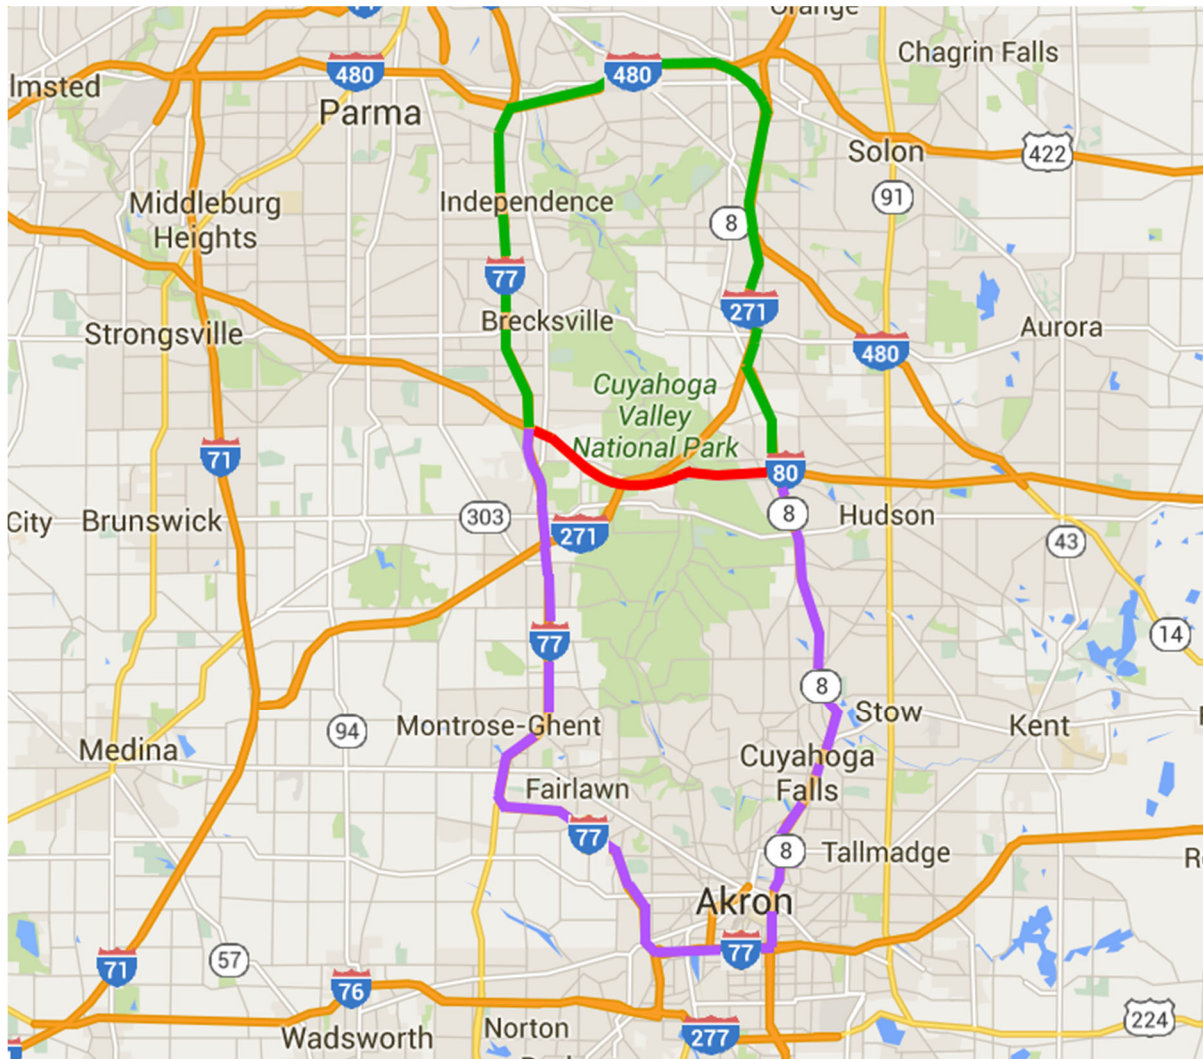 Orange
480
480
Chagrin Falls
lmsted
Parma
422
Solon
91
Middleburg
Heights
Independence
8
77
271
Brecksville
Aurora
Strongsville
480
Cuyahoga
Valley
National Park
71
80
303
8
Hudson
City
Brunswick
271
43
77
14
8
Stow
Montrose-Ghent
Kent
94
Medina
Cuyahoga
Falls
Fairlawn
77
8
Tallmadge
Akron
77
57
71
76
Wadsworth
Norton
277
224